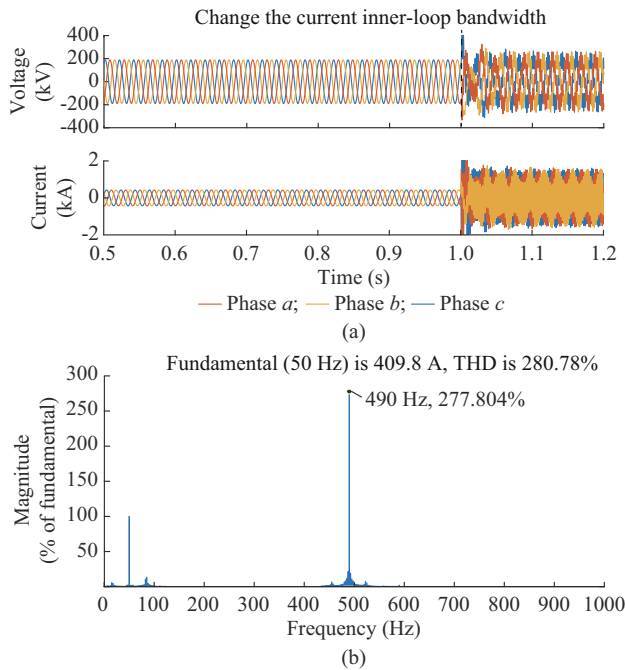 Change the current inner-loop bandwidth
400
200
0
-200
-400
Voltage
(kV)
2
0
-2
Current
(kA)
0.5 0.6 0.7 0.8 0.9 1.0 1.1 1.2
Time (s)
Phase a; Phase b; Phase c
(a)
Fundamental (50 Hz) is 409.8 A, THD is 280.78%
300
250
200
150
100
50
Magnitude
(% of fundamental)
490 Hz, 277.804%
0 100 200 300 400 500 600 700 800 900 1000
Frequency (Hz)
(b)